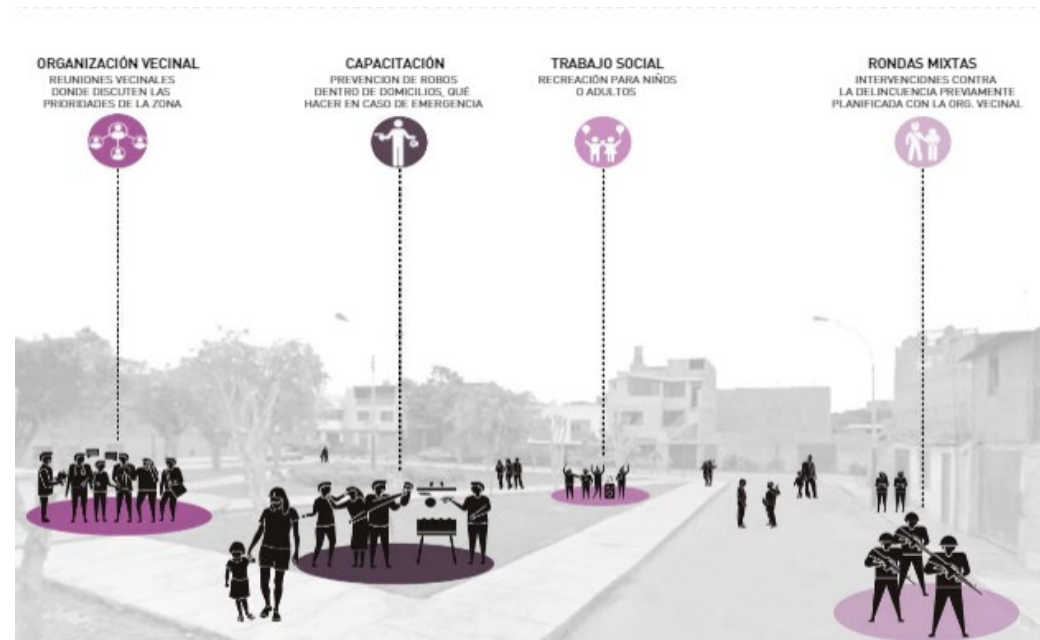 ORGANIZACIÓN VECINAL
REUNIONES VECINALES
DONDE DISCUTEN LAS
PRIORIDADES DE LA ZONA
CAPACITACIÓN
PREVENCION DE ROBOS
DENTRO DE DOMICILIOS, QUÉ
HACER EN CASO DE EMERGENCIA
TRABAJO SOCIAL
RECREACIÓN PARA NIÑOS
O ADULTOS
RONDAS MIXTAS
INTERVENCIONES CONTRA
LA DELINCUENCIA PREVIAMENTE
PLANIFICADA CON LA ORG. VECINAL